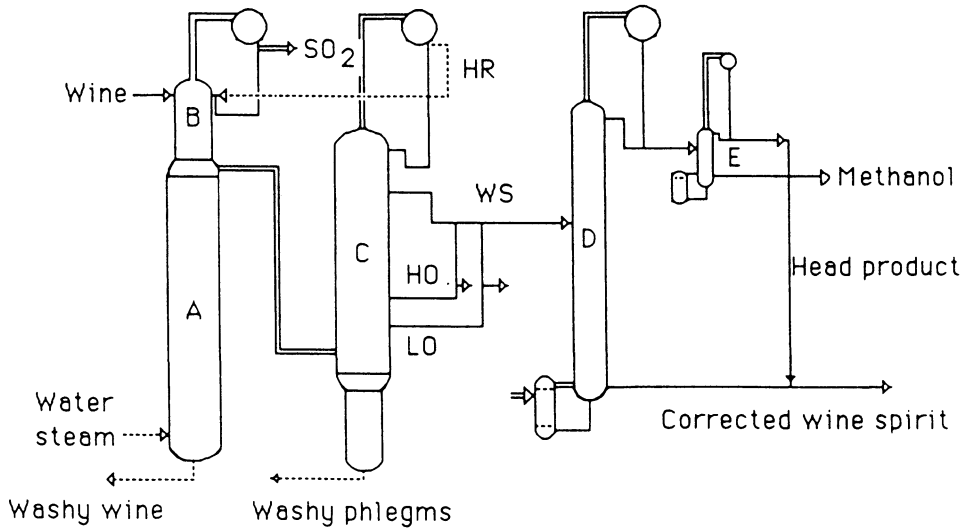 SO2
HR
Wine
B
E
Methanol
WS
C
D
HO
Head product
A
LO
Water
steam
Corrected wine spirit
Washy wine
Washy phlegms